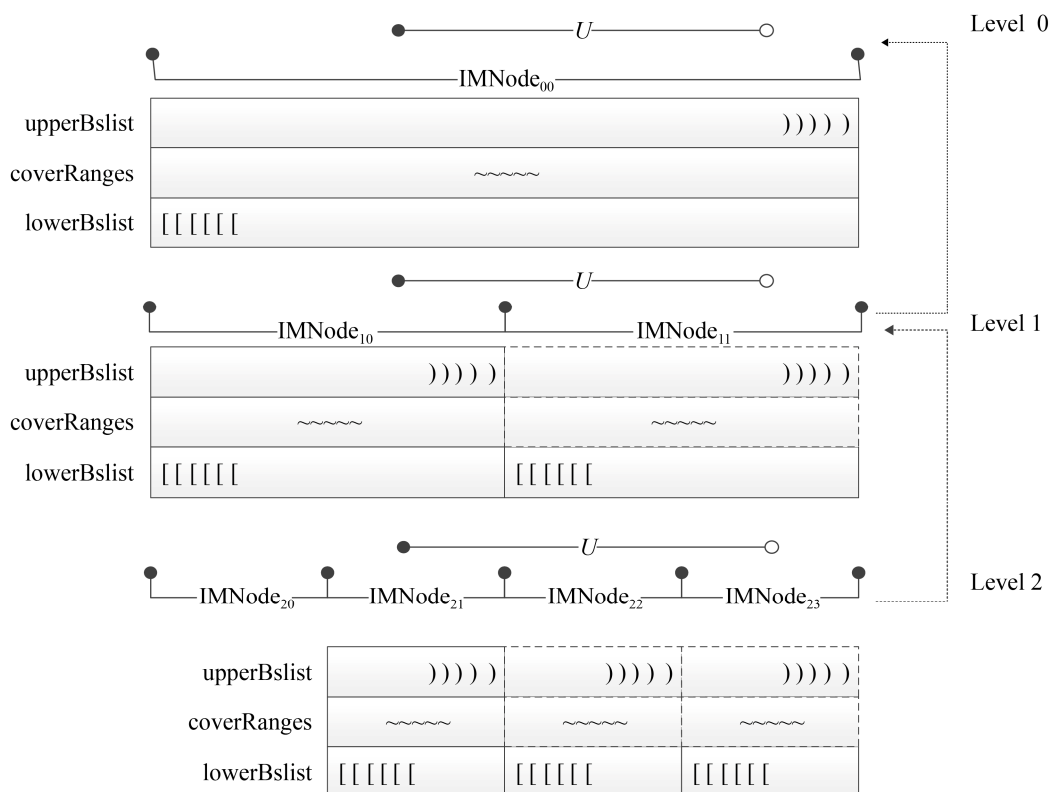 U
Level 0
IMNode₀₀
upperBslist ) ) ) ) )
coverRanges ~~~~~
lowerBslist [ [ [ [ [ [
U
IMNode₁₀ IMNode₁₁ Level 1
upperBslist ) ) ) ) ) ) ) ) ) )
coverRanges ~~~~~ ~~~~~
lowerBslist [ [ [ [ [ [ [ [ [ [ [ [
U
IMNode₂₀ IMNode₂₁ IMNode₂₂ IMNode₂₃ Level 2
upperBslist ) ) ) ) ) ) ) ) ) ) ) ) ) ) )
coverRanges ~~~~~ ~~~~~ ~~~~~
lowerBslist [ [ [ [ [ [ [ [ [ [ [ [ [ [ [ [ [ [